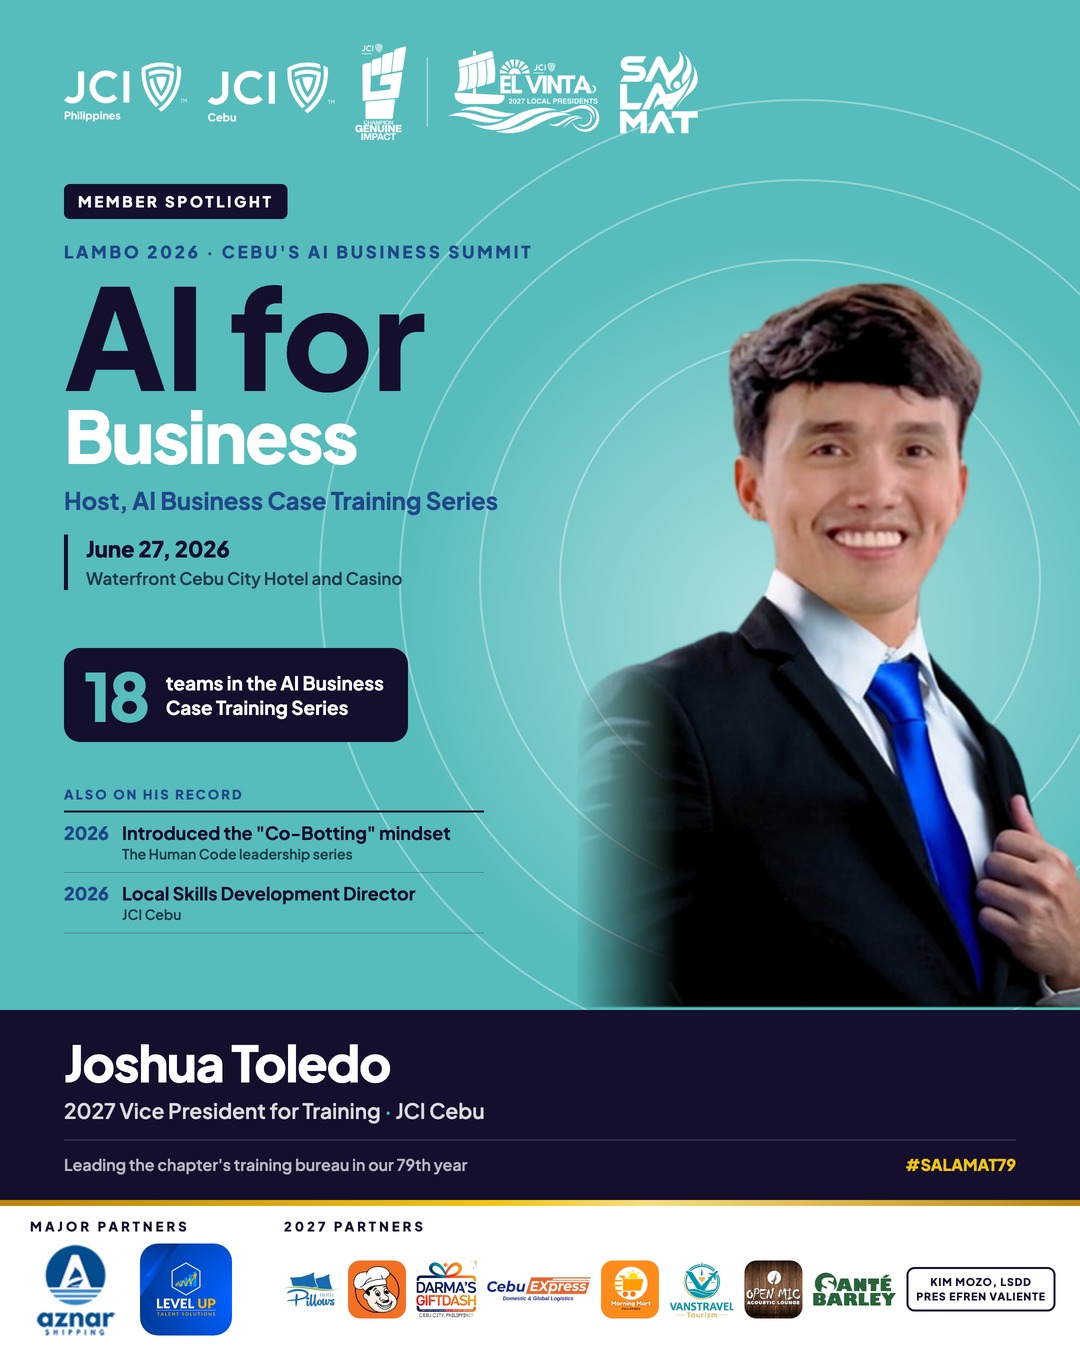 JCI
Philippines
TM
JCI
Cebu
TM
JCI
G
CHAMPION
GENUINE
IMPACT
JCI
EL VINTA
2027 LOCAL PRESIDENTS
SA
LA
MAT
MEMBER SPOTLIGHT
LAMBO 2026 · CEBU'S AI BUSINESS SUMMIT
AI for
Business
Host, AI Business Case Training Series
June 27, 2026
Waterfront Cebu City Hotel and Casino
18
teams in the AI Business
Case Training Series
ALSO ON HIS RECORD
2026 Introduced the "Co-Botting" mindset
The Human Code leadership series
2026 Local Skills Development Director
JCI Cebu
Joshua Toledo
2027 Vice President for Training · JCI Cebu
Leading the chapter's training bureau in our 79th year
#SALAMAT79
MAJOR PARTNERS
2027 PARTNERS
aznar
SHIPPING
LEVEL UP
TALENT SOLUTIONS
HOTEL
Pillows
DARMA'S
GIFTDASH
CEBU CITY, PHILIPPINES
Cebu EXpress
Domestic & Global Logistics
Morning Mart
VANSTRAVEL
Tourism
OPEN MIC
ACOUSTIC LOUNGE
SANTÉ
BARLEY
KIM MOZO, LSDD
PRES EFREN VALIENTE